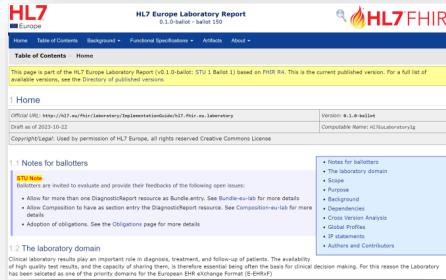 HL7
Europe
HL7 Europe Laboratory Report
0.1.0-ballot - ballot 150
HL7 FHIR
Home Table of Contents Background Functional Specifications Artifacts About
Table of Contents Home
This page is part of the HL7 Europe Laboratory Report (v0.1.0-ballot: STU 1 Ballot 1) based on FHIR R4. This is the current published version. For a full list of
available versions, see the Directory of published versions
1 Home
Official URL: http://hl7.eu/fhir/laboratory/ImplementationGuide/hl7.fhir.eu.laboratory Version: 0.1.0-ballot
Draft as of 2023-10-22 Computable Name: Hl7EuLaboratoryIg
Copyright/Legal: Used by permission of HL7 Europe, all rights reserved Creative Commons License
1.1 Notes for ballotters
STU Note
Ballotters are invited to evaluate and provide their feedbacks of the following open issues:
• Allow for more than one DiagnosticReport resource as Bundle.entry. See Bundle-eu-lab for more details
• Allow Composition to have as section entry the DiagnosticReport resource. See Composition-eu-lab for more
details
• Adoption of obligations. See the Obligations page for more details
• Notes for ballotters
• The laboratory domain
• Scope
• Purpose
• Background
• Dependencies
• Cross Version Analysis
• Global Profiles
• IP statements
• Authors and Contributors
1.2 The laboratory domain
Clinical laboratory results play an important role in diagnosis, treatment, and follow-up of patients. The availability
of high quality test results, and the capacity of sharing them, is therefore essential being often the basis for clinical decision making. For this reason the Laboratory
has been selected as one of the priority domains for the European EHR eXchange Format (E-EHRxF)